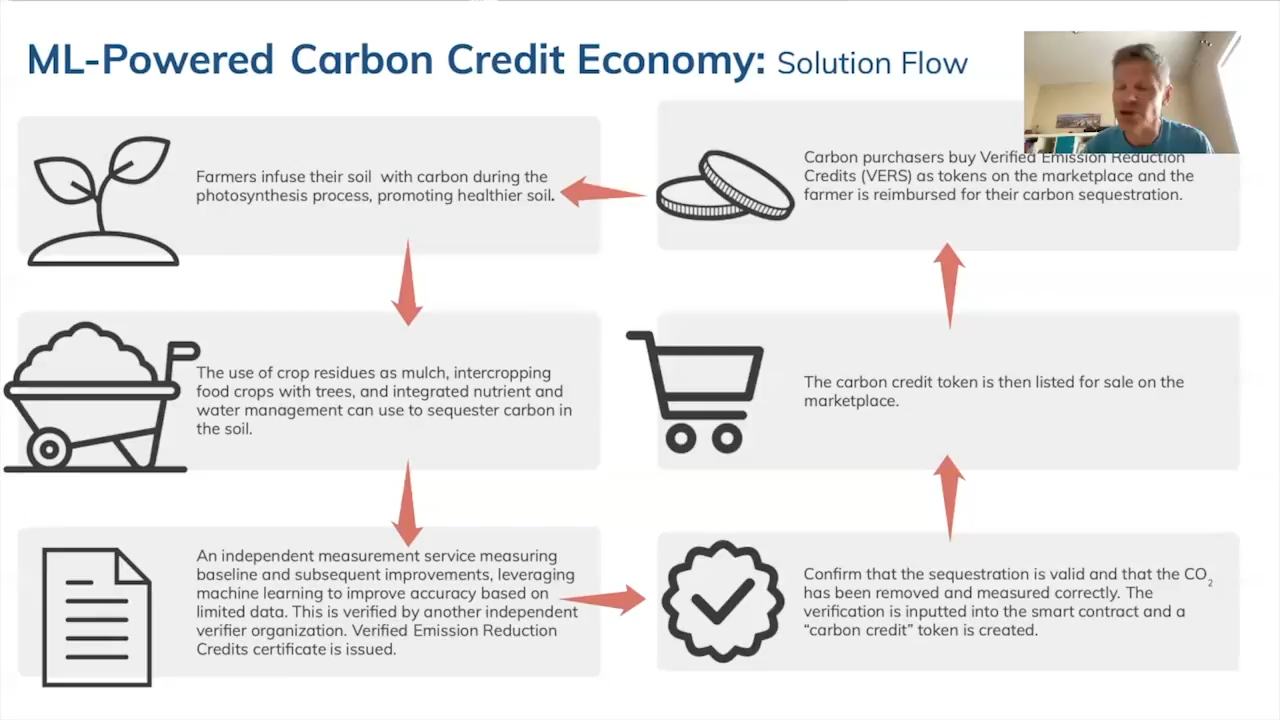 ML-Powered Carbon Credit Economy: Solution Flow
Farmers infuse their soil with carbon during the
photosynthesis process, promoting healthier soil.
The use of crop residues as mulch, intercropping
food crops with trees, and integrated nutrient and
water management can use to sequester carbon in
the soil.
An independent measurement service measuring
baseline and subsequent improvements, leveraging
machine learning to improve accuracy based on
limited data. This is verified by another independent
verifier organization. Verified Emission Reduction
Credits certificate is issued.
Confirm that the sequestration is valid and that the CO₂
has been removed and measured correctly. The
verification is inputted into the smart contract and a
“carbon credit” token is created.
The carbon credit token is then listed for sale on the
marketplace.
Carbon purchasers buy Verified Emission Reduction
Credits (VERS) as tokens on the marketplace and the
farmer is reimbursed for their carbon sequestration.